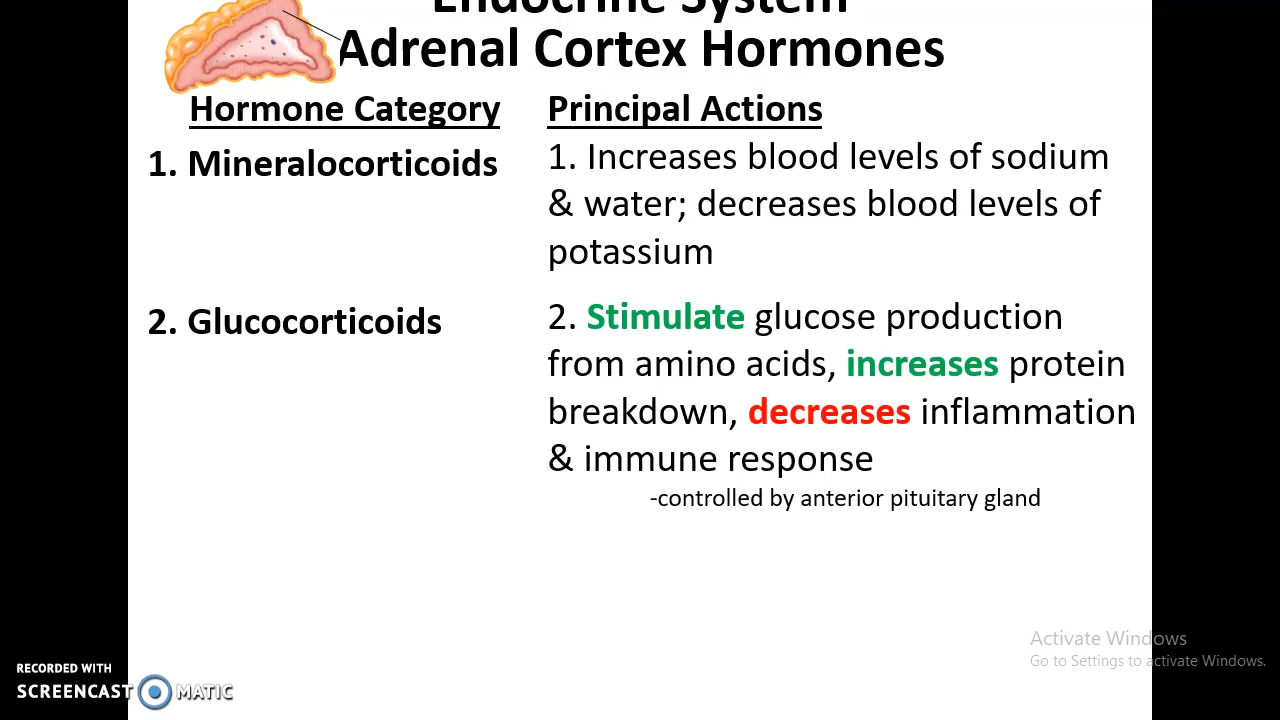 Endocrine System
Adrenal Cortex Hormones
Hormone Category
Principal Actions
1. Mineralocorticoids
1. Increases blood levels of sodium
& water; decreases blood levels of
potassium
2. Glucocorticoids
2. Stimulate glucose production
from amino acids, increases protein
breakdown, decreases inflammation
& immune response
-controlled by anterior pituitary gland
Activate Windows
Go to Settings to activate Windows.
RECORDED WITH
SCREENCAST MATIC